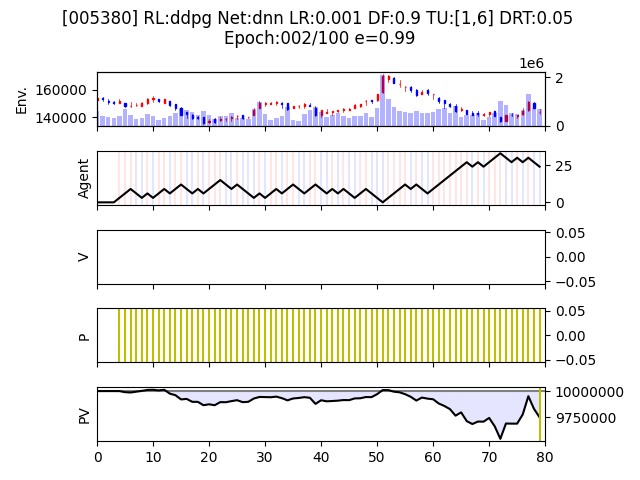 [005380] RL:ddpg Net:dnn LR:0.001 DF:0.9 TU:[1,6] DRT:0.05
Epoch:002/100 e=0.99
1e6
Env.
160000
140000
2
0
Agent
25
0
V
0.05
0.00
−0.05
P
0.05
0.00
−0.05
PV
10000000
9750000
0 10 20 30 40 50 60 70 80